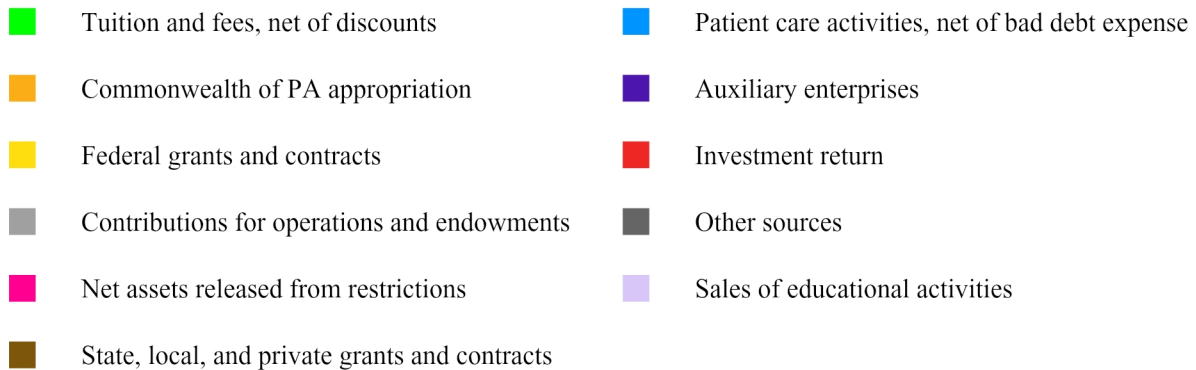 Tuition and fees, net of discounts
Commonwealth of PA appropriation
Federal grants and contracts
Contributions for operations and endowments
Net assets released from restrictions
State, local, and private grants and contracts
Patient care activities, net of bad debt expense
Auxiliary enterprises
Investment return
Other sources
Sales of educational activities